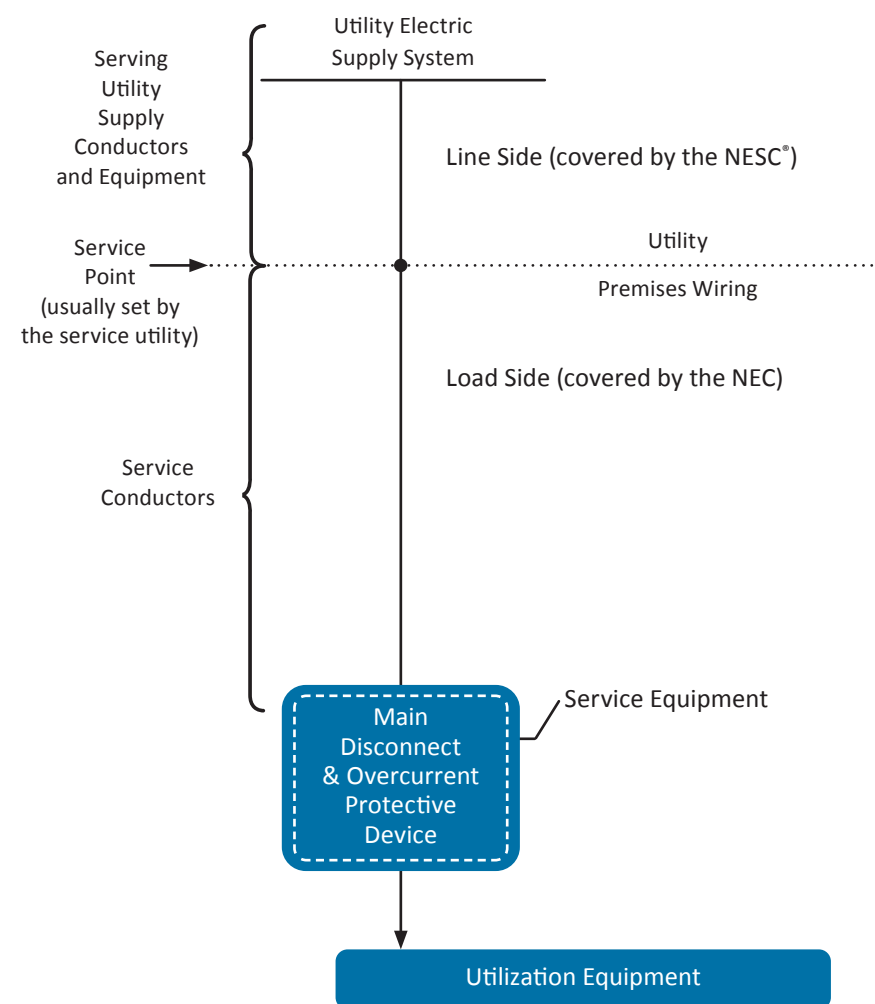 Utility Electric
Supply System
Serving
Utility
Supply
Conductors
and Equipment
Line Side (covered by the NESC®)
Utility
Service
Point
(usually set by
the service utility)
Premises Wiring
Load Side (covered by the NEC)
Service
Conductors
Service Equipment
Main
Disconnect
& Overcurrent
Protective
Device
Utilization Equipment